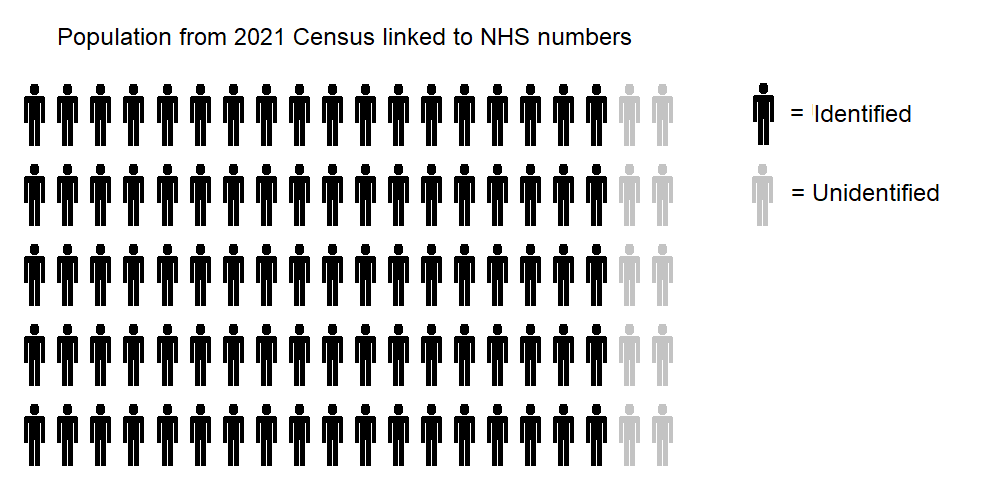 Population from 2021 Census linked to NHS numbers
= Identified
= Unidentified